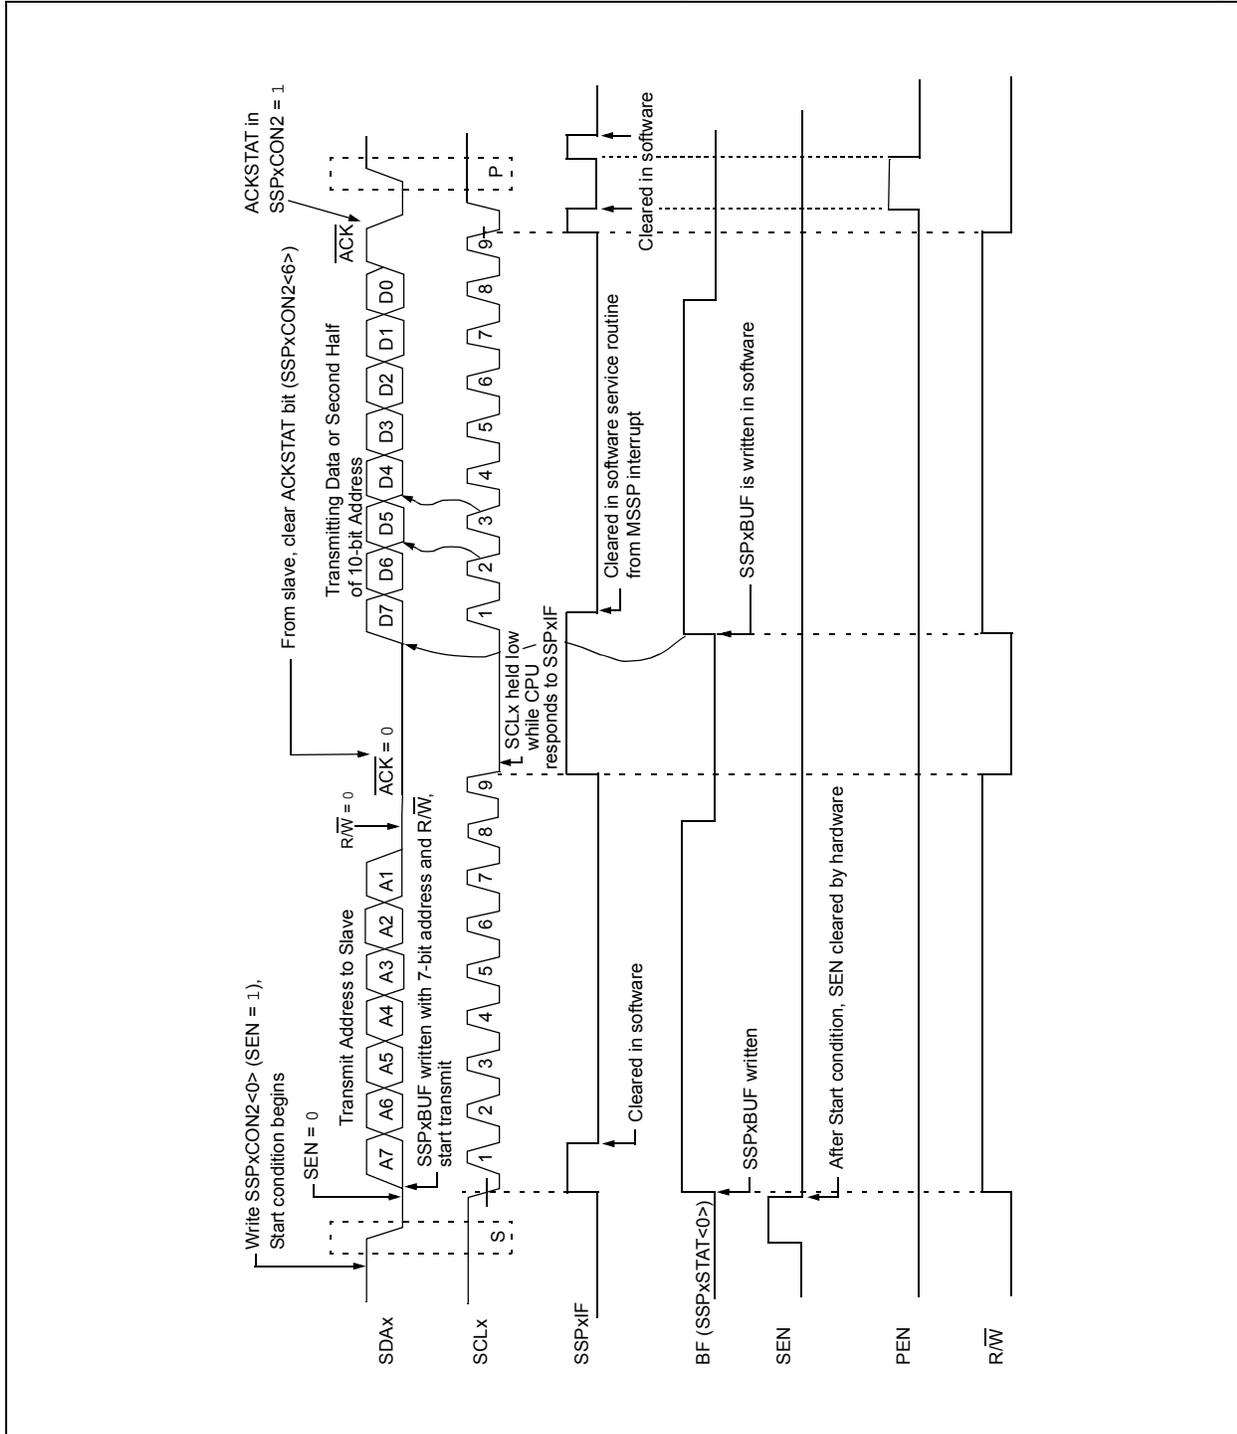 Write SSPxCON2<0> (SEN = 1),
Start condition begins
SEN = 0
Transmit Address to Slave
R/W = 0
From slave, clear ACKSTAT bit (SSPxCON2<6>)
ACK = 0
Transmitting Data or Second Half
of 10-bit Address
ACK
ACKSTAT in
SSPxCON2 = 1
SDAx
A7 A6 A5 A4 A3 A2 A1
D7 D6 D5 D4 D3 D2 D1 D0
SSPxBUF written with 7-bit address and R/W,
start transmit
SCLx
S
1 2 3 4 5 6 7 8 9
1 2 3 4 5 6 7 8 9
P
SCLx held low
while CPU
responds to SSPxIF
SSPxIF
Cleared in software
Cleared in software service routine
from MSSP interrupt
Cleared in software
BF (SSPxSTAT<0>)
SSPxBUF written
SSPxBUF is written in software
SEN
After Start condition, SEN cleared by hardware
PEN
R/W